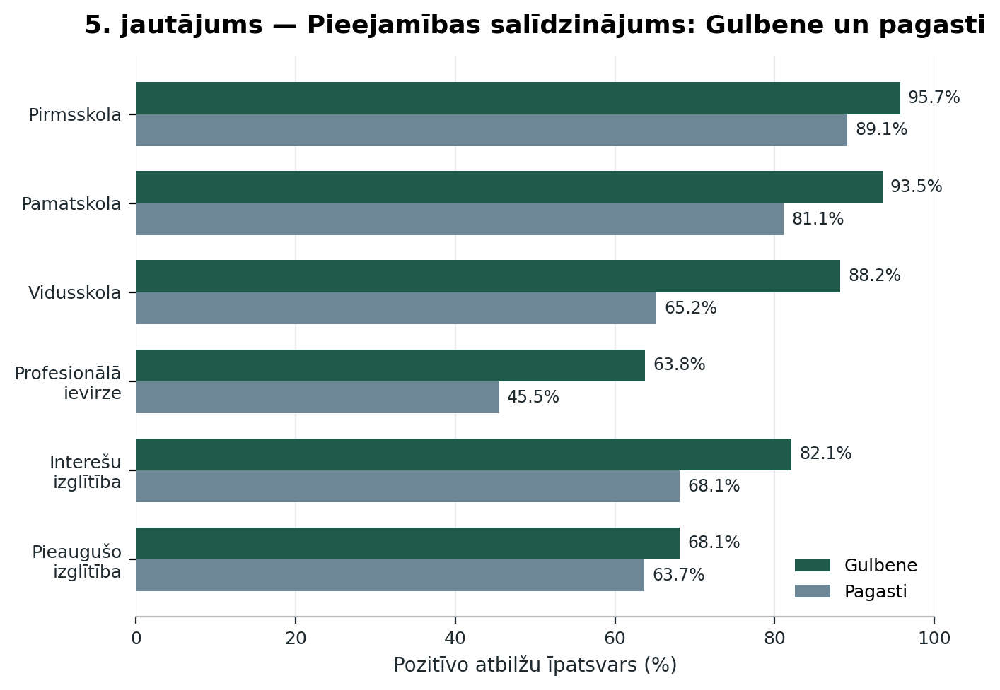 5. jautājums — Pieejamības salīdzinājums: Gulbene un pagasti
Pirmsskola
95.7%
89.1%
Pamatskola
93.5%
81.1%
Vidusskola
88.2%
65.2%
Profesionālā
ievirze
63.8%
45.5%
Interešu
izglītība
82.1%
68.1%
Pieaugušo
izglītība
68.1%
63.7%
Gulbene
Pagasti
0 20 40 60 80 100
Pozitīvo atbilžu īpatsvars (%)